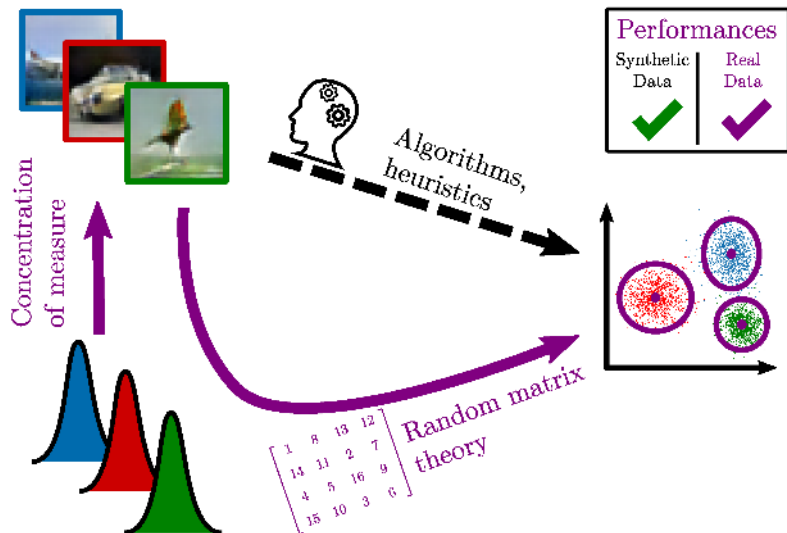 Performances
Synthetic
Data
Real
Data
Algorithms,
heuristics
Concentration
of measure
Random matrix
theory
1 8 13 12
14 11 2 7
4 5 16 9
15 10 3 6